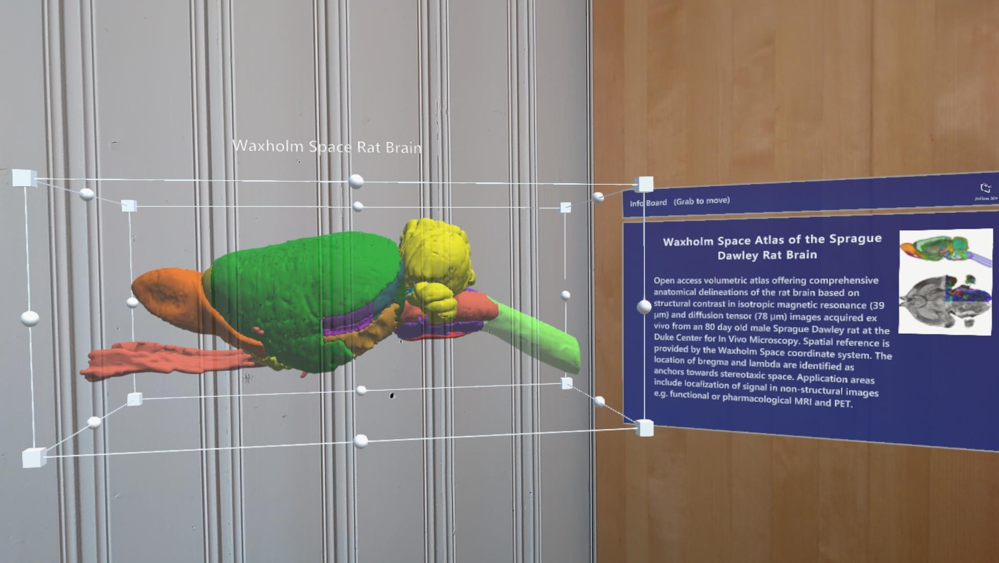 Waxholm Space Rat Brain
Info Board (Grab to move)
Follow Me
Waxholm Space Atlas of the Sprague
Dawley Rat Brain
Open access volumetric atlas offering comprehensive
anatomical delineations of the rat brain based on
structural contrast in isotropic magnetic resonance (39
μm) and diffusion tensor (78 μm) images acquired ex
vivo from an 80 day old male Sprague Dawley rat at the
Duke Center for In Vivo Microscopy. Spatial reference is
provided by the Waxholm Space coordinate system. The
location of bregma and lambda are identified as
anchors towards stereotaxic space. Application areas
include localization of signal in non-structural images
e.g. functional or pharmacological MRI and PET.